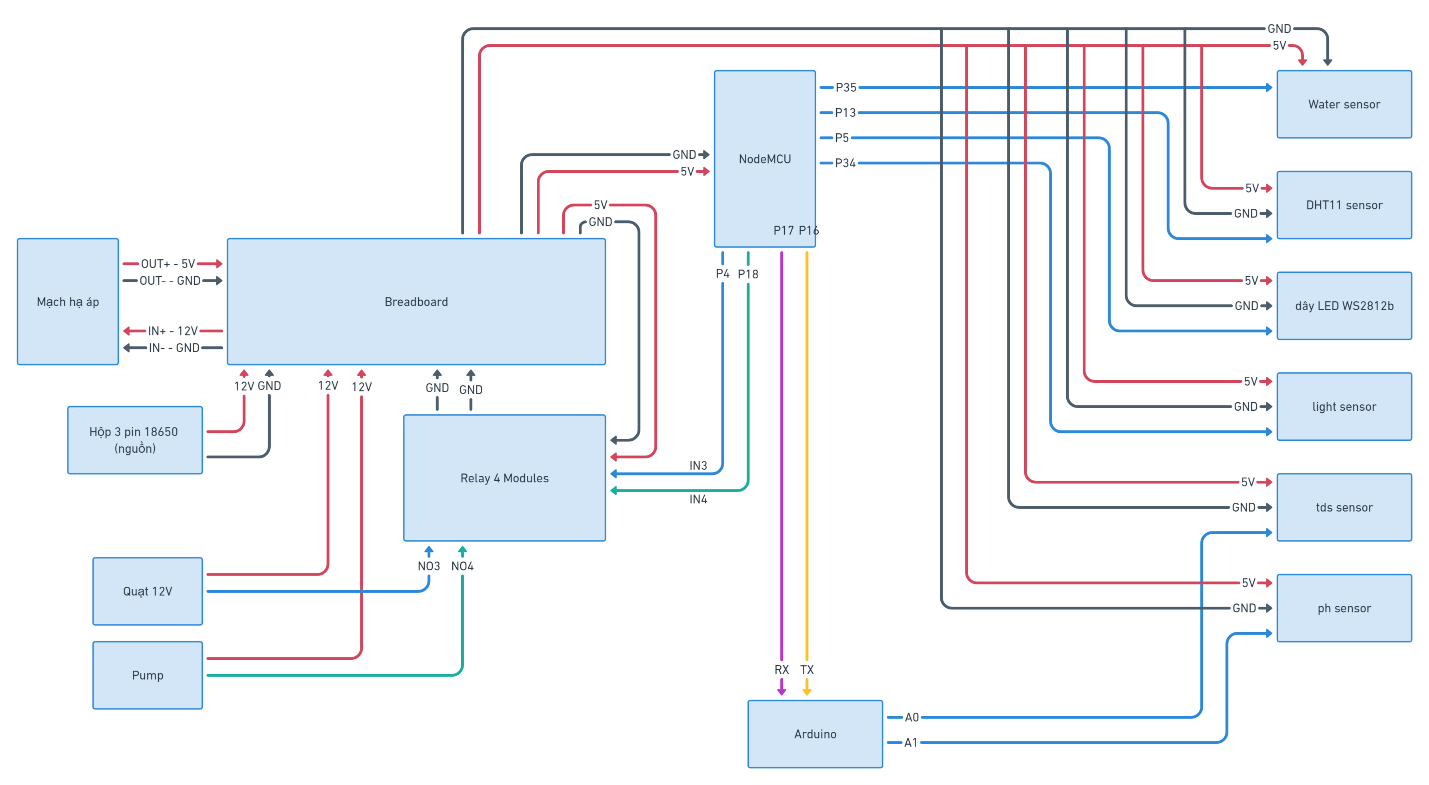 GND
5V
P35
P13
P5
P34
NodeMCU
P17 P16
Water sensor
GND
5V
5V
GND
5V
GND
DHT11 sensor
Mạch hạ áp
OUT+ - 5V
OUT- - GND
IN+ - 12V
IN- - GND
Breadboard
P4
P18
5V
GND
dây LED WS2812b
12V
GND
12V
12V
GND
GND
5V
GND
light sensor
Hộp 3 pin 18650
(nguồn)
Relay 4 Modules
IN3
IN4
5V
GND
tds sensor
NO3
NO4
Quạt 12V
5V
GND
ph sensor
Pump
RX
TX
Arduino
A0
A1